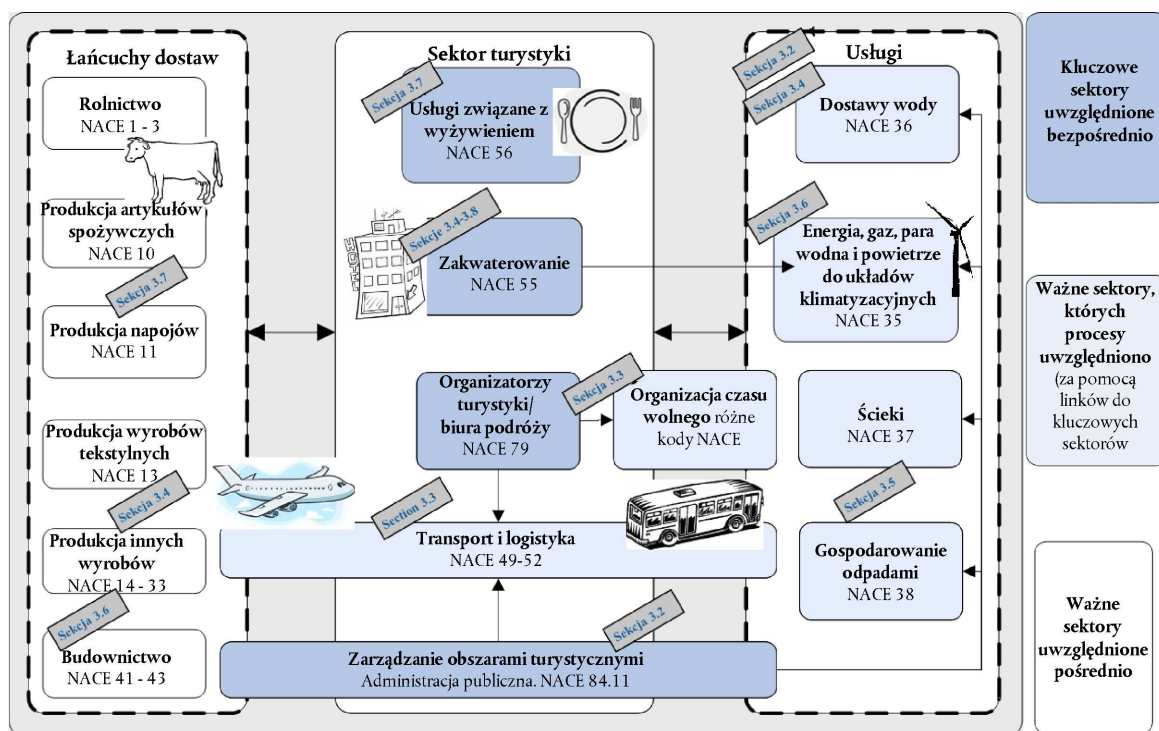 Łańcuchy dostaw
Rolnictwo
NACE 1 - 3
Produkcja artykułów
spożywczych
NACE 10
Sekcja 3.7
Produkcja napojów
NACE 11
Produkcja wyrobów
tekstylnych
NACE 13
Sekcja 3.4
Produkcja innych
wyrobów
NACE 14 - 33
Sekcja 3.6
Budownictwo
NACE 41 - 43
Sektor turystyki
Sekcja 3.7
Usługi związane z
wyżywieniem
NACE 56
Sekcje 3.4-3.8
Zakwaterowanie
NACE 55
Organizatorzy
turystyki/
biura podróży
NACE 79
Sekcja 3.3
Organizacja czasu
wolnego różne
kody NACE
Section 3.3
Transport i logistyka
NACE 49-52
Sekcja 3.2
Zarządzanie obszarami turystycznymi
Administracja publiczna. NACE 84.11
Usługi
Sekcja 3.2
Sekcja 3.4
Dostawy wody
NACE 36
Sekcja 3.6
Energia, gaz, para
wodna i powietrze
do układów
klimatyzacyjnych
NACE 35
Ścieki
NACE 37
Sekcja 3.5
Gospodarowanie
odpadami
NACE 38
Kluczowe
sektory
uwzględnione
bezpośrednio
Ważne sektory,
których
procesy
uwzględniono
(za pomocą
linków do
kluczowych
sektorów
Ważne
sektory
uwzględnione
pośrednio